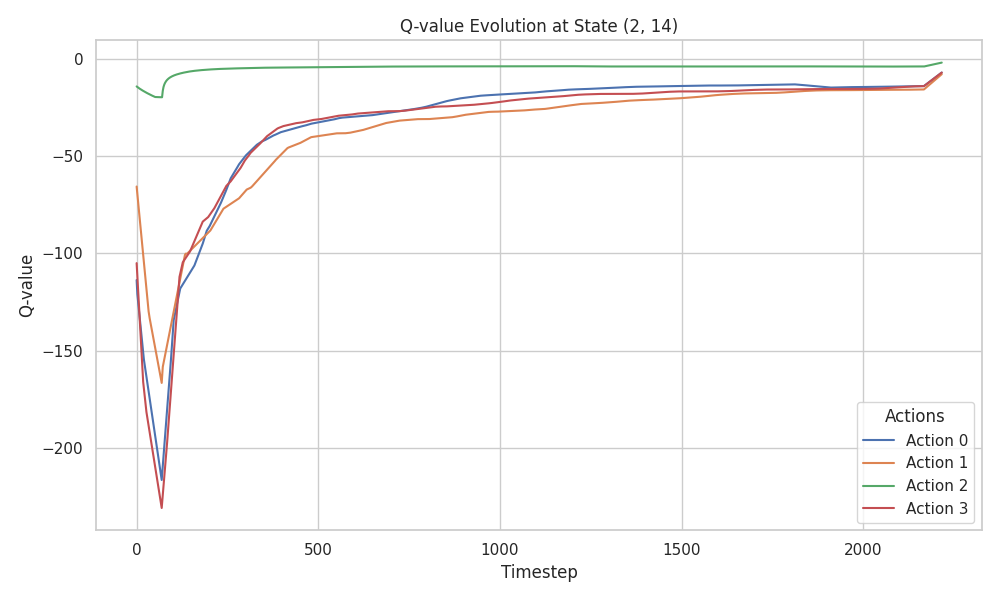 Q-value Evolution at State (2, 14)
Q-value
0
−50
−100
−150
−200
0
500
1000
1500
2000
Timestep
Actions
Action 0
Action 1
Action 2
Action 3